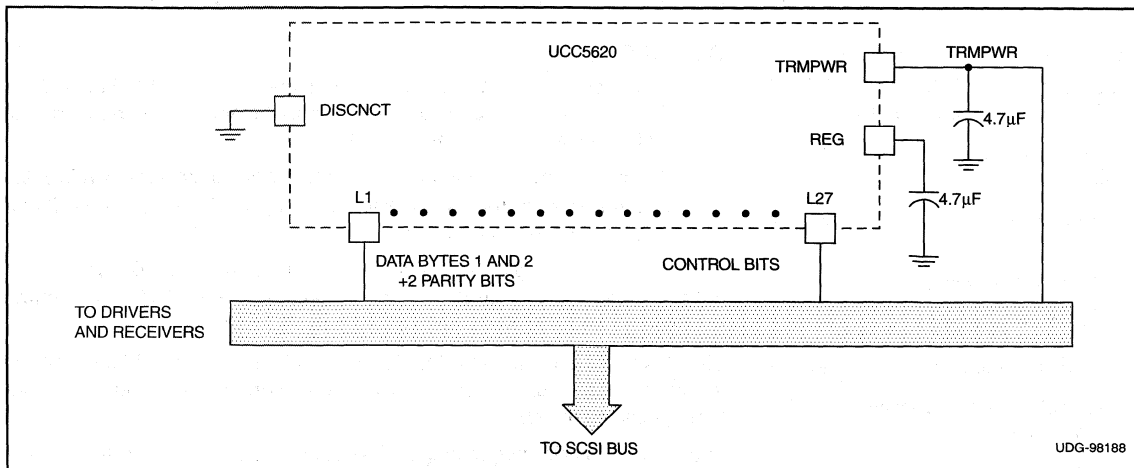 UCC5620
TRMPWR
TRMPWR
DISCNCT
4.7µF
REG
L1
L27
4.7µF
DATA BYTES 1 AND 2
+2 PARITY BITS
CONTROL BITS
TO DRIVERS
AND RECEIVERS
TO SCSI BUS
UDG-98188